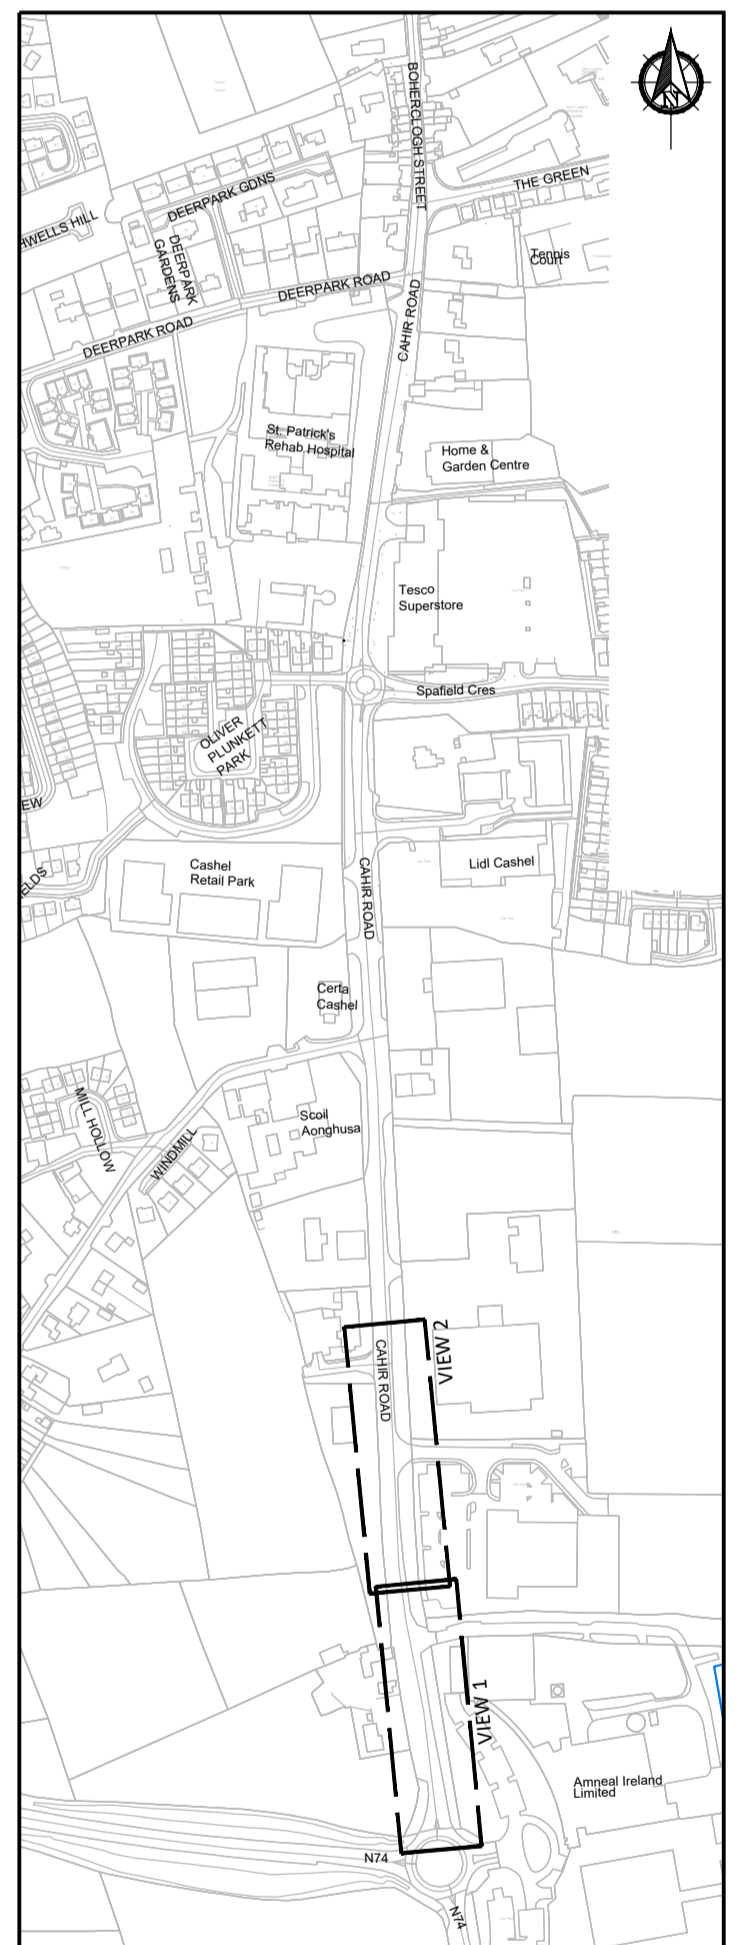 N
BOHERCLOGH STREET
THE GREEN
DEERPARK GDNS
HWELLS HILL
DEERPARK
GARDENS
Tennis
Court
DEERPARK ROAD
CAHIR ROAD
DEERPARK ROAD
St. Patrick's
Rehab Hospital
Home &
Garden Centre
Tesco
Superstore
Spafield Cres
OLIVER
PLUNKETT
PARK
EW
Cashel
Retail Park
Lidl Cashel
ELDS
CAHIR ROAD
Certa
Cashel
Scoil
Aonghusa
MILL HOLLOW
WINDMILL
VIEW 2
CAHIR ROAD
VIEW 1
Amneal Ireland
Limited
N74
N74